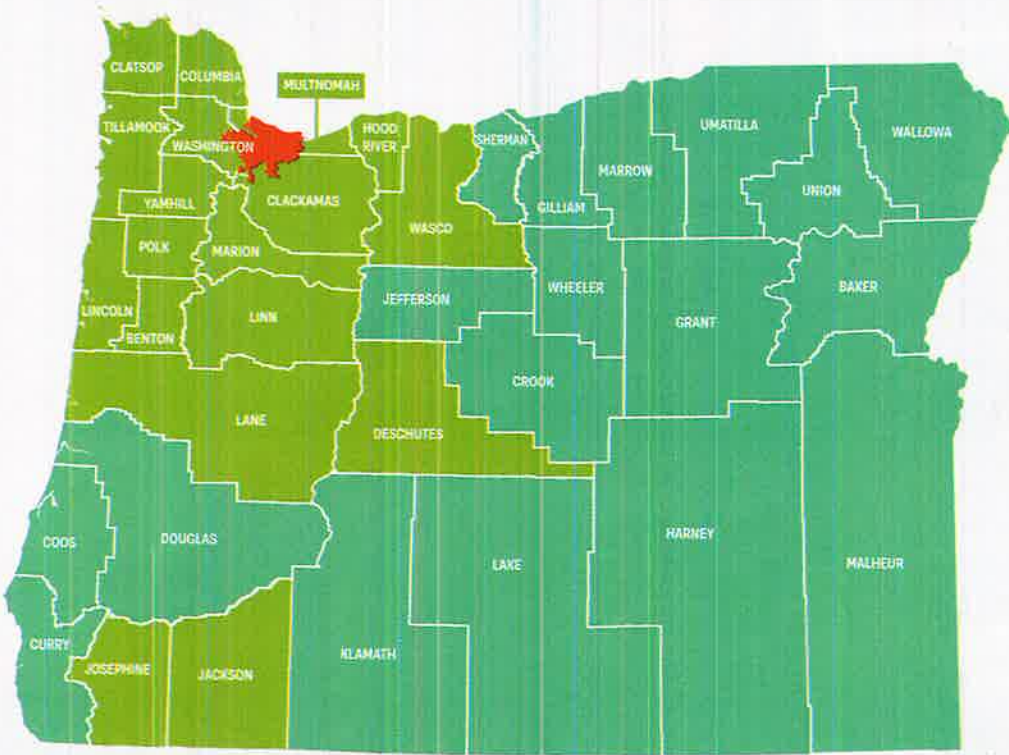 CLATSOP
COLUMBIA
MULTNOMAH
TILLAMOOK
WASHINGTON
HOOD
RIVER
SHERMAN
UMATILLA
WALLOWA
MARROW
GILLIAM
UNION
YAMHILL
CLACKAMAS
WASCO
POLK
MARION
LINCOLN
BENTON
LINN
JEFFERSON
WHEELER
GRANT
BAKER
CROOK
LANE
DESCHUTES
COOS
DOUGLAS
LAKE
HARNEY
MALHEUR
CURRY
JOSEPHINE
JACKSON
KLAMATH